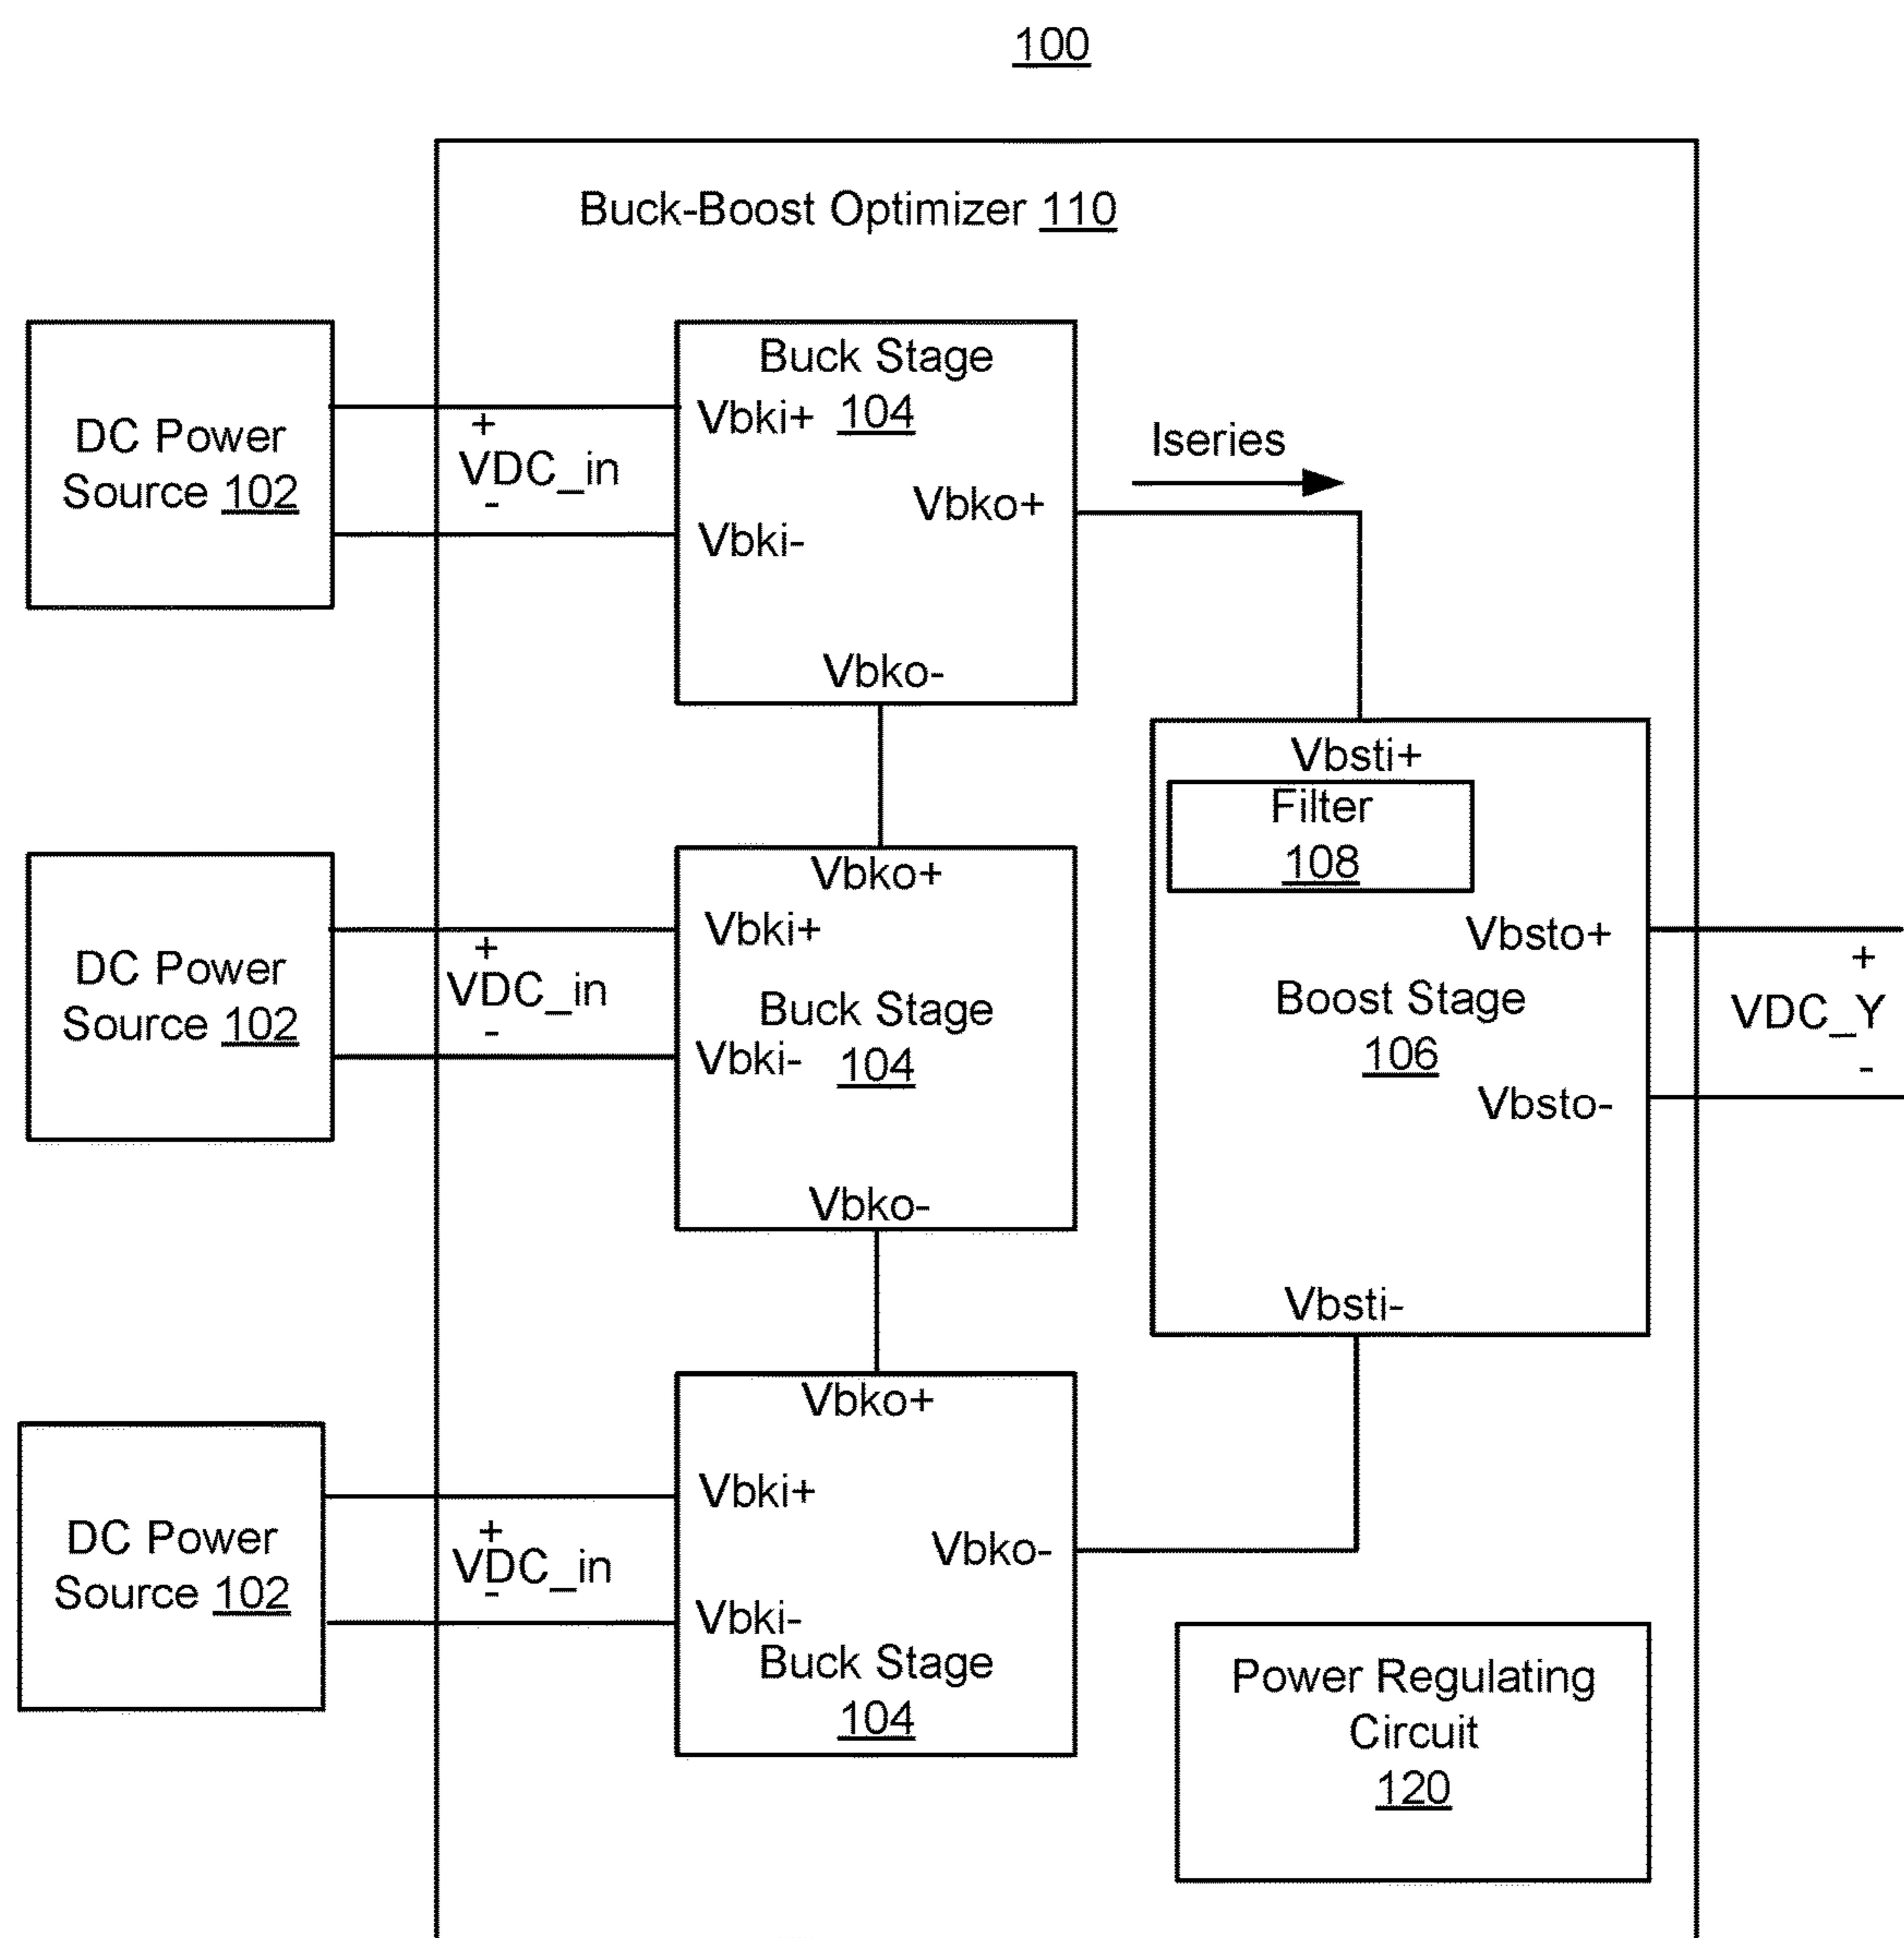 100
Buck-Boost Optimizer 110
DC Power
Source 102
+
VDC_in
-
Buck Stage
104
Vbki+
Vbki-
Vbko+
Vbko-
Iseries
DC Power
Source 102
+
VDC_in
-
Vbko+
Vbki+
Buck Stage
104
Vbki-
Vbko-
Vbsti+
Filter
108
Vbsto+
Boost Stage
106
Vbsto-
Vbsti-
+
VDC_Y
-
DC Power
Source 102
+
VDC_in
-
Vbko+
Vbki+
Vbko-
Vbki-
Buck Stage
104
Power Regulating
Circuit
120